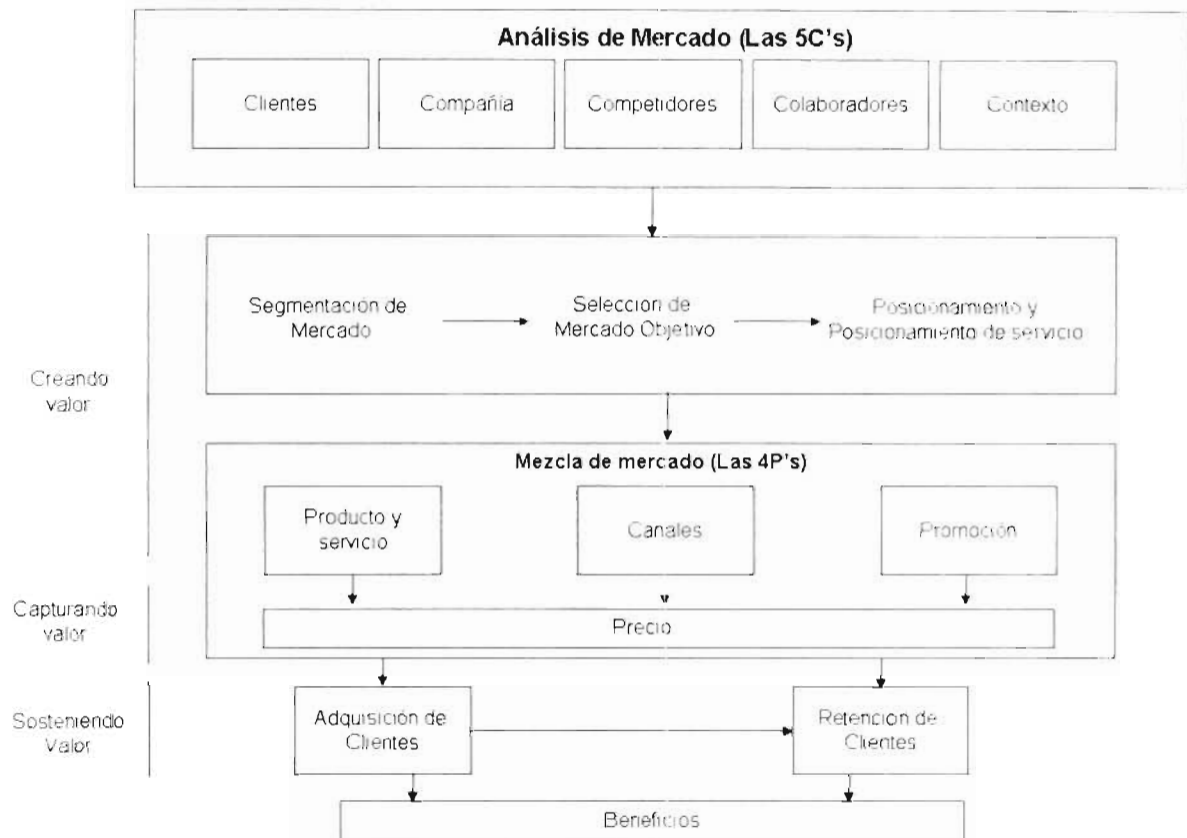 Análisis de Mercado (Las 5C's)
Clientes
Compañía
Competidores
Colaboradores
Contexto
Creando
valor
Segmentación de
Mercado
Seleccion de
Mercado Objetivo
Posicionamiento y
Posicionamiento de servicio
Mezcla de mercado (Las 4P's)
Producto y
servicio
Canales
Promoción
Capturando
valor
Precio
Sosteniendo
Valor
Adquisición de
Clientes
Retencion de
Clientes
Beneficios